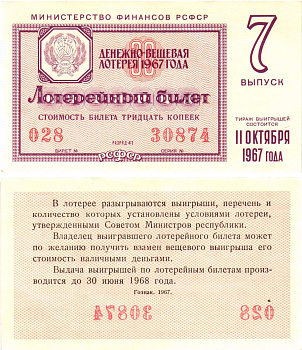 МИНИСТЕРСТВО ФИНАНСОВ РСФСР
ДЕНЕЖНО-ВЕЩЕВАЯ
ЛОТЕРЕЯ 1967 ГОДА
Лотерейный билет
СТОИМОСТЬ БИЛЕТА ТРИДЦАТЬ КОПЕЕК
028 30874
БИЛЕТ № СЕРИЯ №
РСФСР
7
ВЫПУСК
ТИРАЖ ВЫИГРЫШЕЙ
СОСТОИТСЯ
11 ОКТЯБРЯ
1967 ГОДА
В лотерее разыгрываются выигрыши, перечень и
количество которых установлены условиями лотереи,
утвержденными Советом Министров республики.
Владелец выигравшего лотерейного билета может
по желанию получить взамен вещевого выигрыша его
стоимость наличными деньгами.
Выдача выигрышей по лотерейным билетам произ-
водится до 30 июня 1968 года.
Гознак. 1967.
30874 028